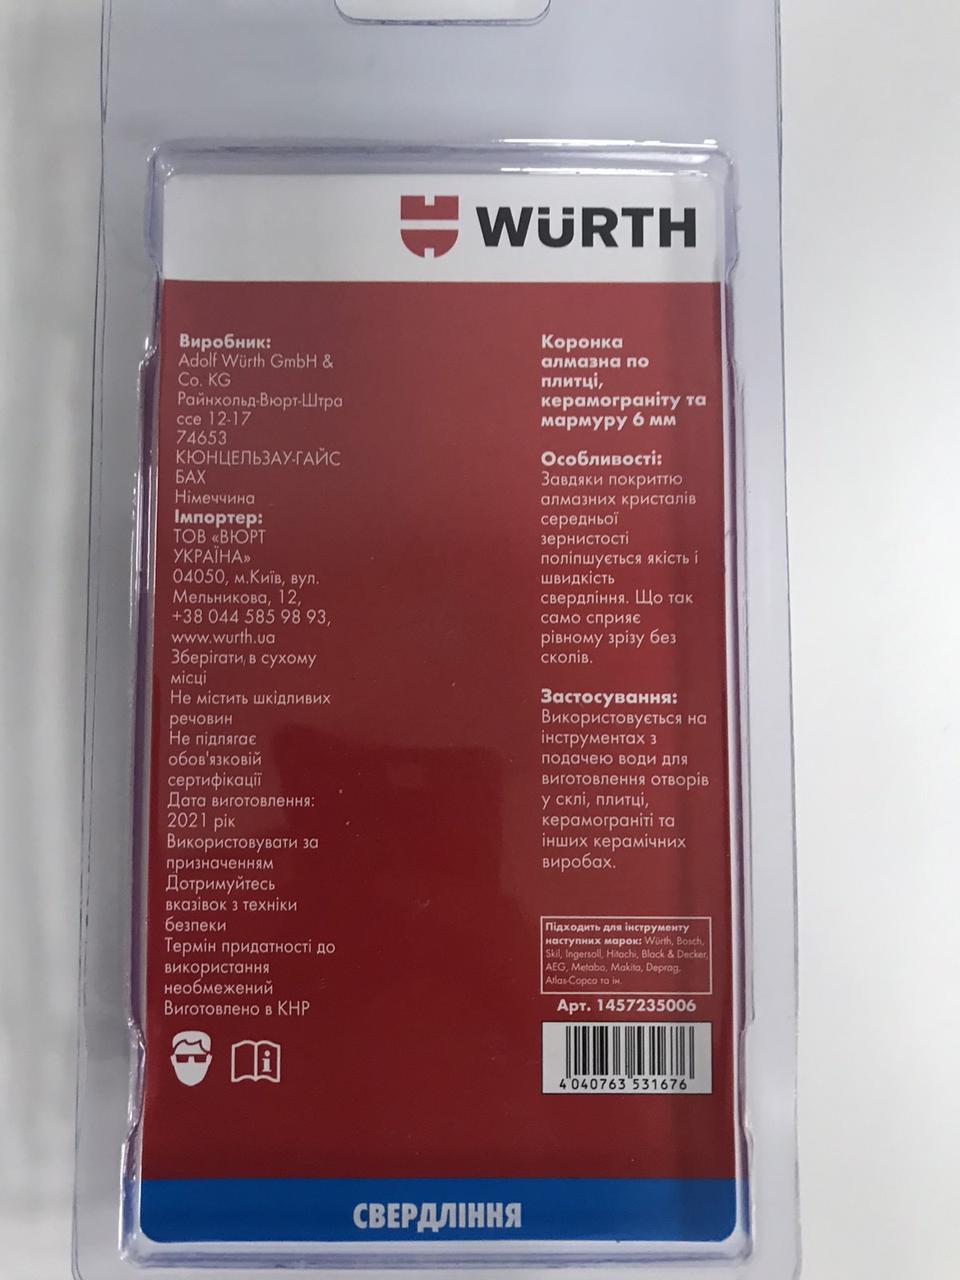 WÜRTH
Виробник:
Adolf Würth GmbH &
Co. KG
Райнхольд-Вюрт-Штра
ссе 12-17
74653
КЮНЦЕЛЬЗАУ-ГАЙС
БАХ
Німеччина
Імпортер:
ТОВ «ВЮРТ
УКРАЇНА»
04050, м.Київ, вул.
Мельникова, 12,
+38 044 585 98 93,
www.wurth.ua
Зберігати, в сухому
місці
Не містить шкідливих
речовин
Не підлягає
обов'язковій
сертифікації
Дата виготовлення:
2021 рік
Використовувати за
призначенням
Дотримуйтесь
вказівок з техніки
безпеки
Термін придатності до
використання
необмежений
Виготовлено в КНР
Коронка
алмазна по
плитці,
керамограніту та
мармуру 6 мм
Особливості:
Завдяки покриттю
алмазних кристалів
середньої
зернистості
поліпшується якість і
швидкість
свердління. Що так
само сприяє
рівному зрізу без
сколів.
Застосування:
Використовується на
інструментах з
подачею води для
виготовлення отворів
у склі, плитці,
керамограніті та
інших керамічних
виробах.
Підходить для інструменту
наступних марок: Würth, Bosch,
Skil, Ingersoll, Hitachi, Black & Decker,
AEG, Metabo, Makita, Deprag,
Atlas-Copco та ін.
Арт. 1457235006
4 040763 531676
СВЕРДЛІННЯ